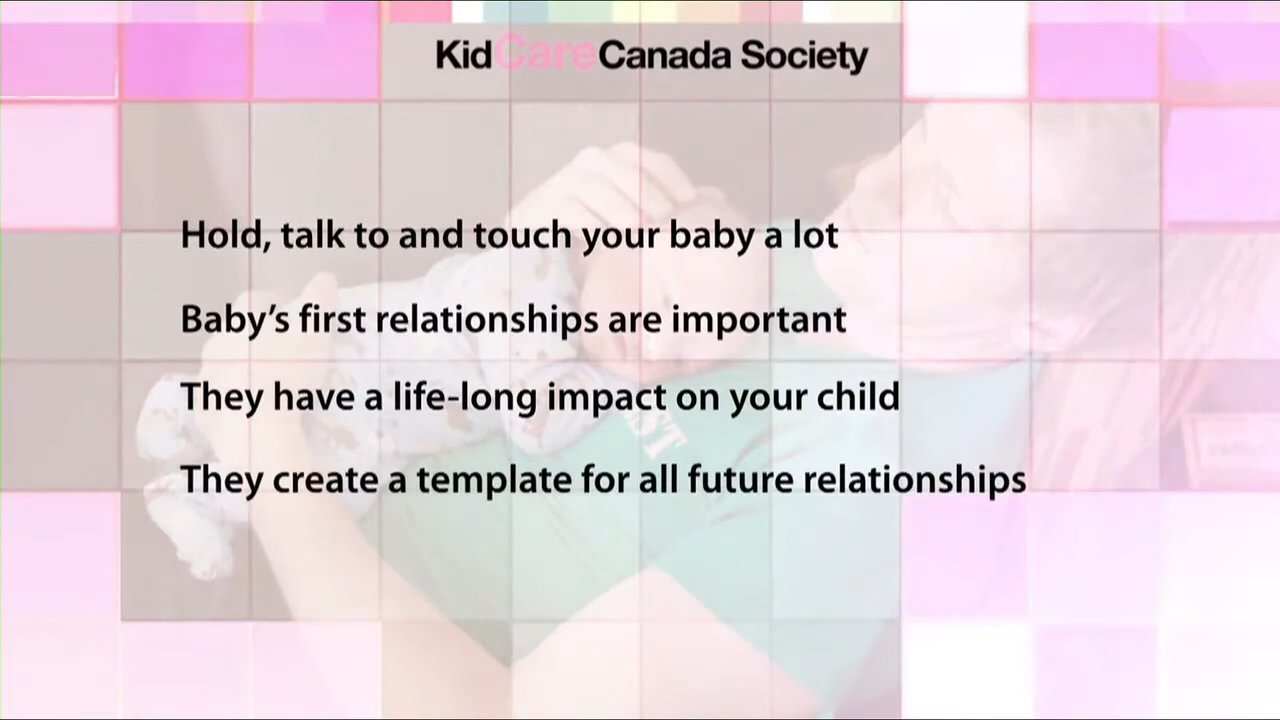 KidCareCanada Society
Hold, talk to and touch your baby a lot
Baby’s first relationships are important
They have a life-long impact on your child
They create a template for all future relationships